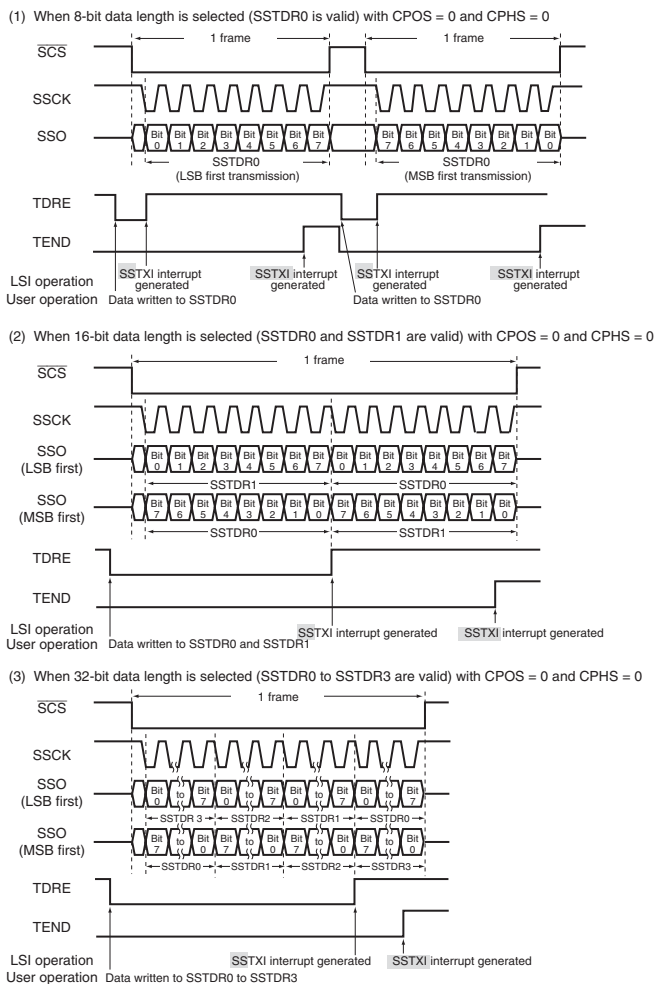 (1) When 8-bit data length is selected (SSTDR0 is valid) with CPOS = 0 and CPHS = 0
1 frame 1 frame
SCS
SSCK
SSO Bit 0 Bit 1 Bit 2 Bit 3 Bit 4 Bit 5 Bit 6 Bit 7 Bit 7 Bit 6 Bit 5 Bit 4 Bit 3 Bit 2 Bit 1 Bit 0
SSTDR0 SSTDR0
(LSB first transmission) (MSB first transmission)
TDRE
TEND
LSI operation SSTXI interrupt generated SSTXI interrupt generated SSTXI interrupt generated SSTXI interrupt generated
User operation Data written to SSTDR0 Data written to SSTDR0
(2) When 16-bit data length is selected (SSTDR0 and SSTDR1 are valid) with CPOS = 0 and CPHS = 0
1 frame
SCS
SSCK
SSO (LSB first) Bit 0 Bit 1 Bit 2 Bit 3 Bit 4 Bit 5 Bit 6 Bit 7 Bit 0 Bit 1 Bit 2 Bit 3 Bit 4 Bit 5 Bit 6 Bit 7
SSTDR1 SSTDR0
SSO (MSB first) Bit 7 Bit 6 Bit 5 Bit 4 Bit 3 Bit 2 Bit 1 Bit 0 Bit 7 Bit 6 Bit 5 Bit 4 Bit 3 Bit 2 Bit 1 Bit 0
SSTDR0 SSTDR1
TDRE
TEND
LSI operation SSTXI interrupt generated SSTXI interrupt generated
User operation Data written to SSTDR0 and SSTDR1
(3) When 32-bit data length is selected (SSTDR0 to SSTDR3 are valid) with CPOS = 0 and CPHS = 0
1 frame
SCS
SSCK
SSO (LSB first) Bit 0 to Bit 7 Bit 0 to Bit 7 Bit 0 to Bit 7 Bit 0 to Bit 7
SSTDR 3 SSTDR2 SSTDR1 SSTDR0
SSO (MSB first) Bit 7 to Bit 0 Bit 7 to Bit 0 Bit 7 to Bit 0 Bit 7 to Bit 0
SSTDR0 SSTDR1 SSTDR2 SSTDR3
TDRE
TEND
LSI operation SSTXI interrupt generated SSTXI interrupt generated
User operation Data written to SSTDR0 to SSTDR3